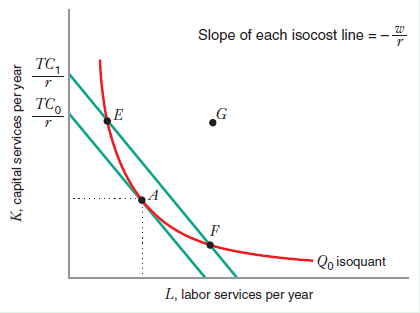 Slope of each isocost line = − w/r
TC₁/r
TC₀/r
E
G
A
F
Q₀ isoquant
K, capital services per year
L, labor services per year